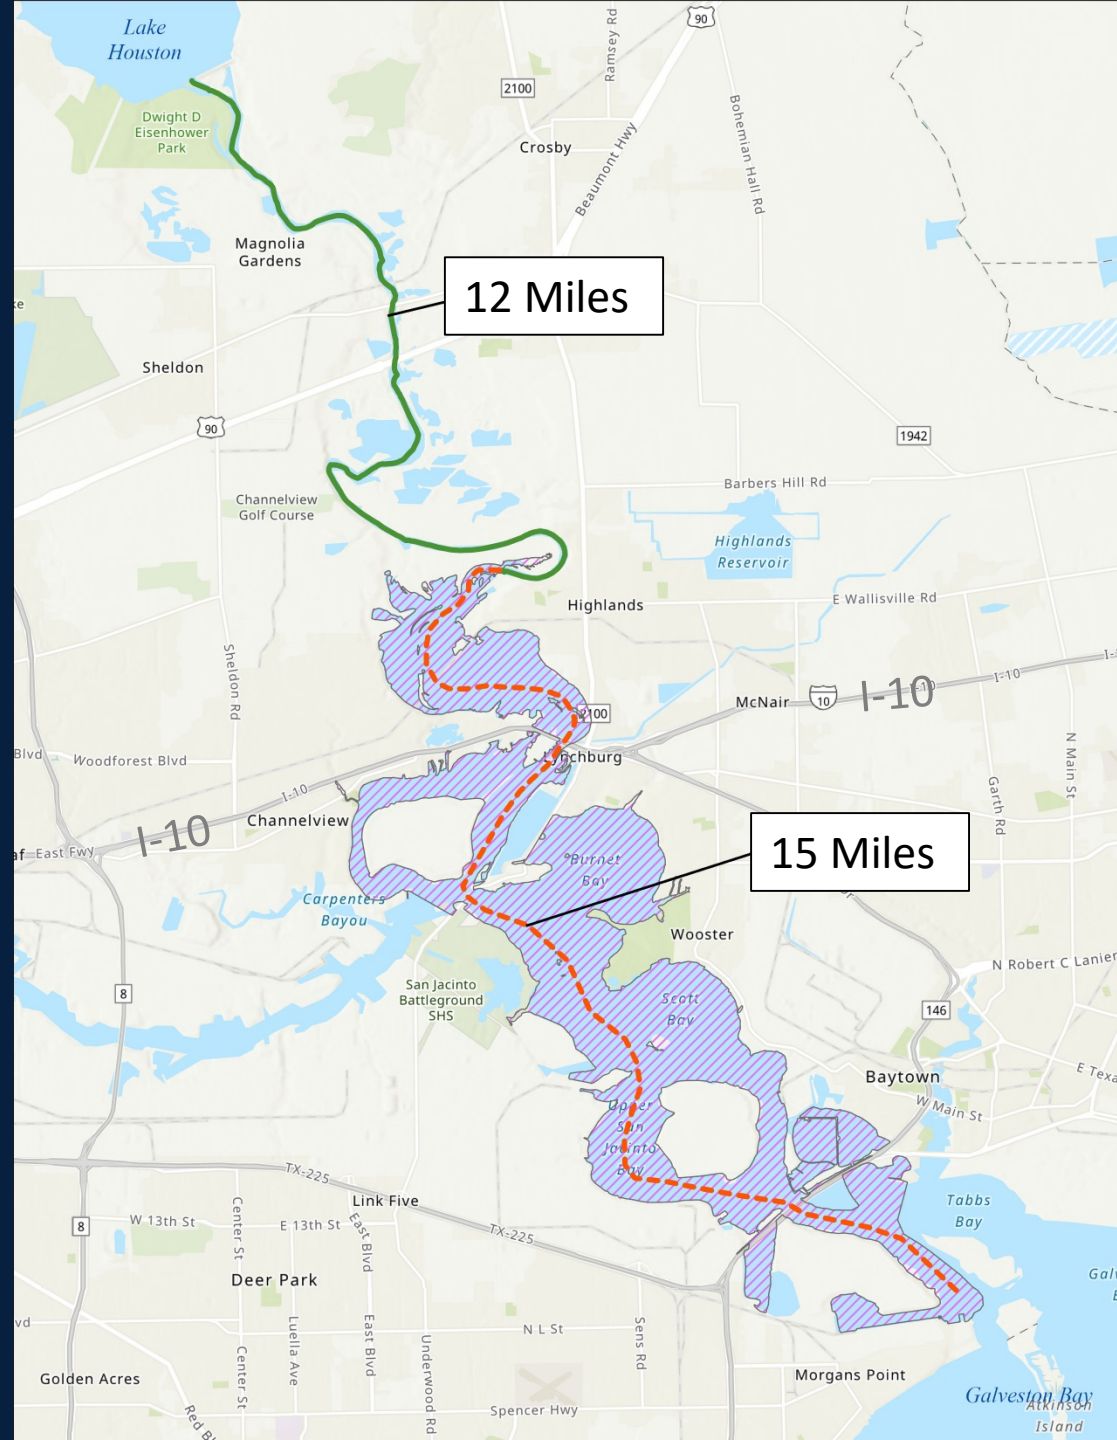 Lake
Houston
90
Ramsey Rd
2100
Dwight D
Eisenhower
Park
Crosby
Beaumont Hwy
Bohemian Hall Rd
Magnolia
Gardens
12 Miles
Sheldon
90
1942
Channelview
Golf Course
Barbers Hill Rd
Highlands
Reservoir
Highlands
E Wallisville Rd
Sheldon Rd
I-10
McNair
10
I-10
I-10
2100
Woodforest Blvd
Blvd
Lynchburg
N Main St
Garth Rd
I-10
I-10
Channelview
East Fwy
15 Miles
Burnet
Bay
Carpenters
Bayou
Wooster
N Robert C Lanier
San Jacinto
Battleground
SHS
8
Scott
Bay
146
Baytown
E Texa
W Main St
Upper
San
Jacinto
Bay
TX-225
Link Five
Tabbs
Bay
8
W 13th St
Center St
E 13th St
East Blvd
TX-225
Deer Park
vd
Luella Ave
East Blvd
N L St
Sens Rd
Center St
Underwood Rd
Golden Acres
Morgans Point
Spencer Hwy
Galveston Bay
Atkinson
Island